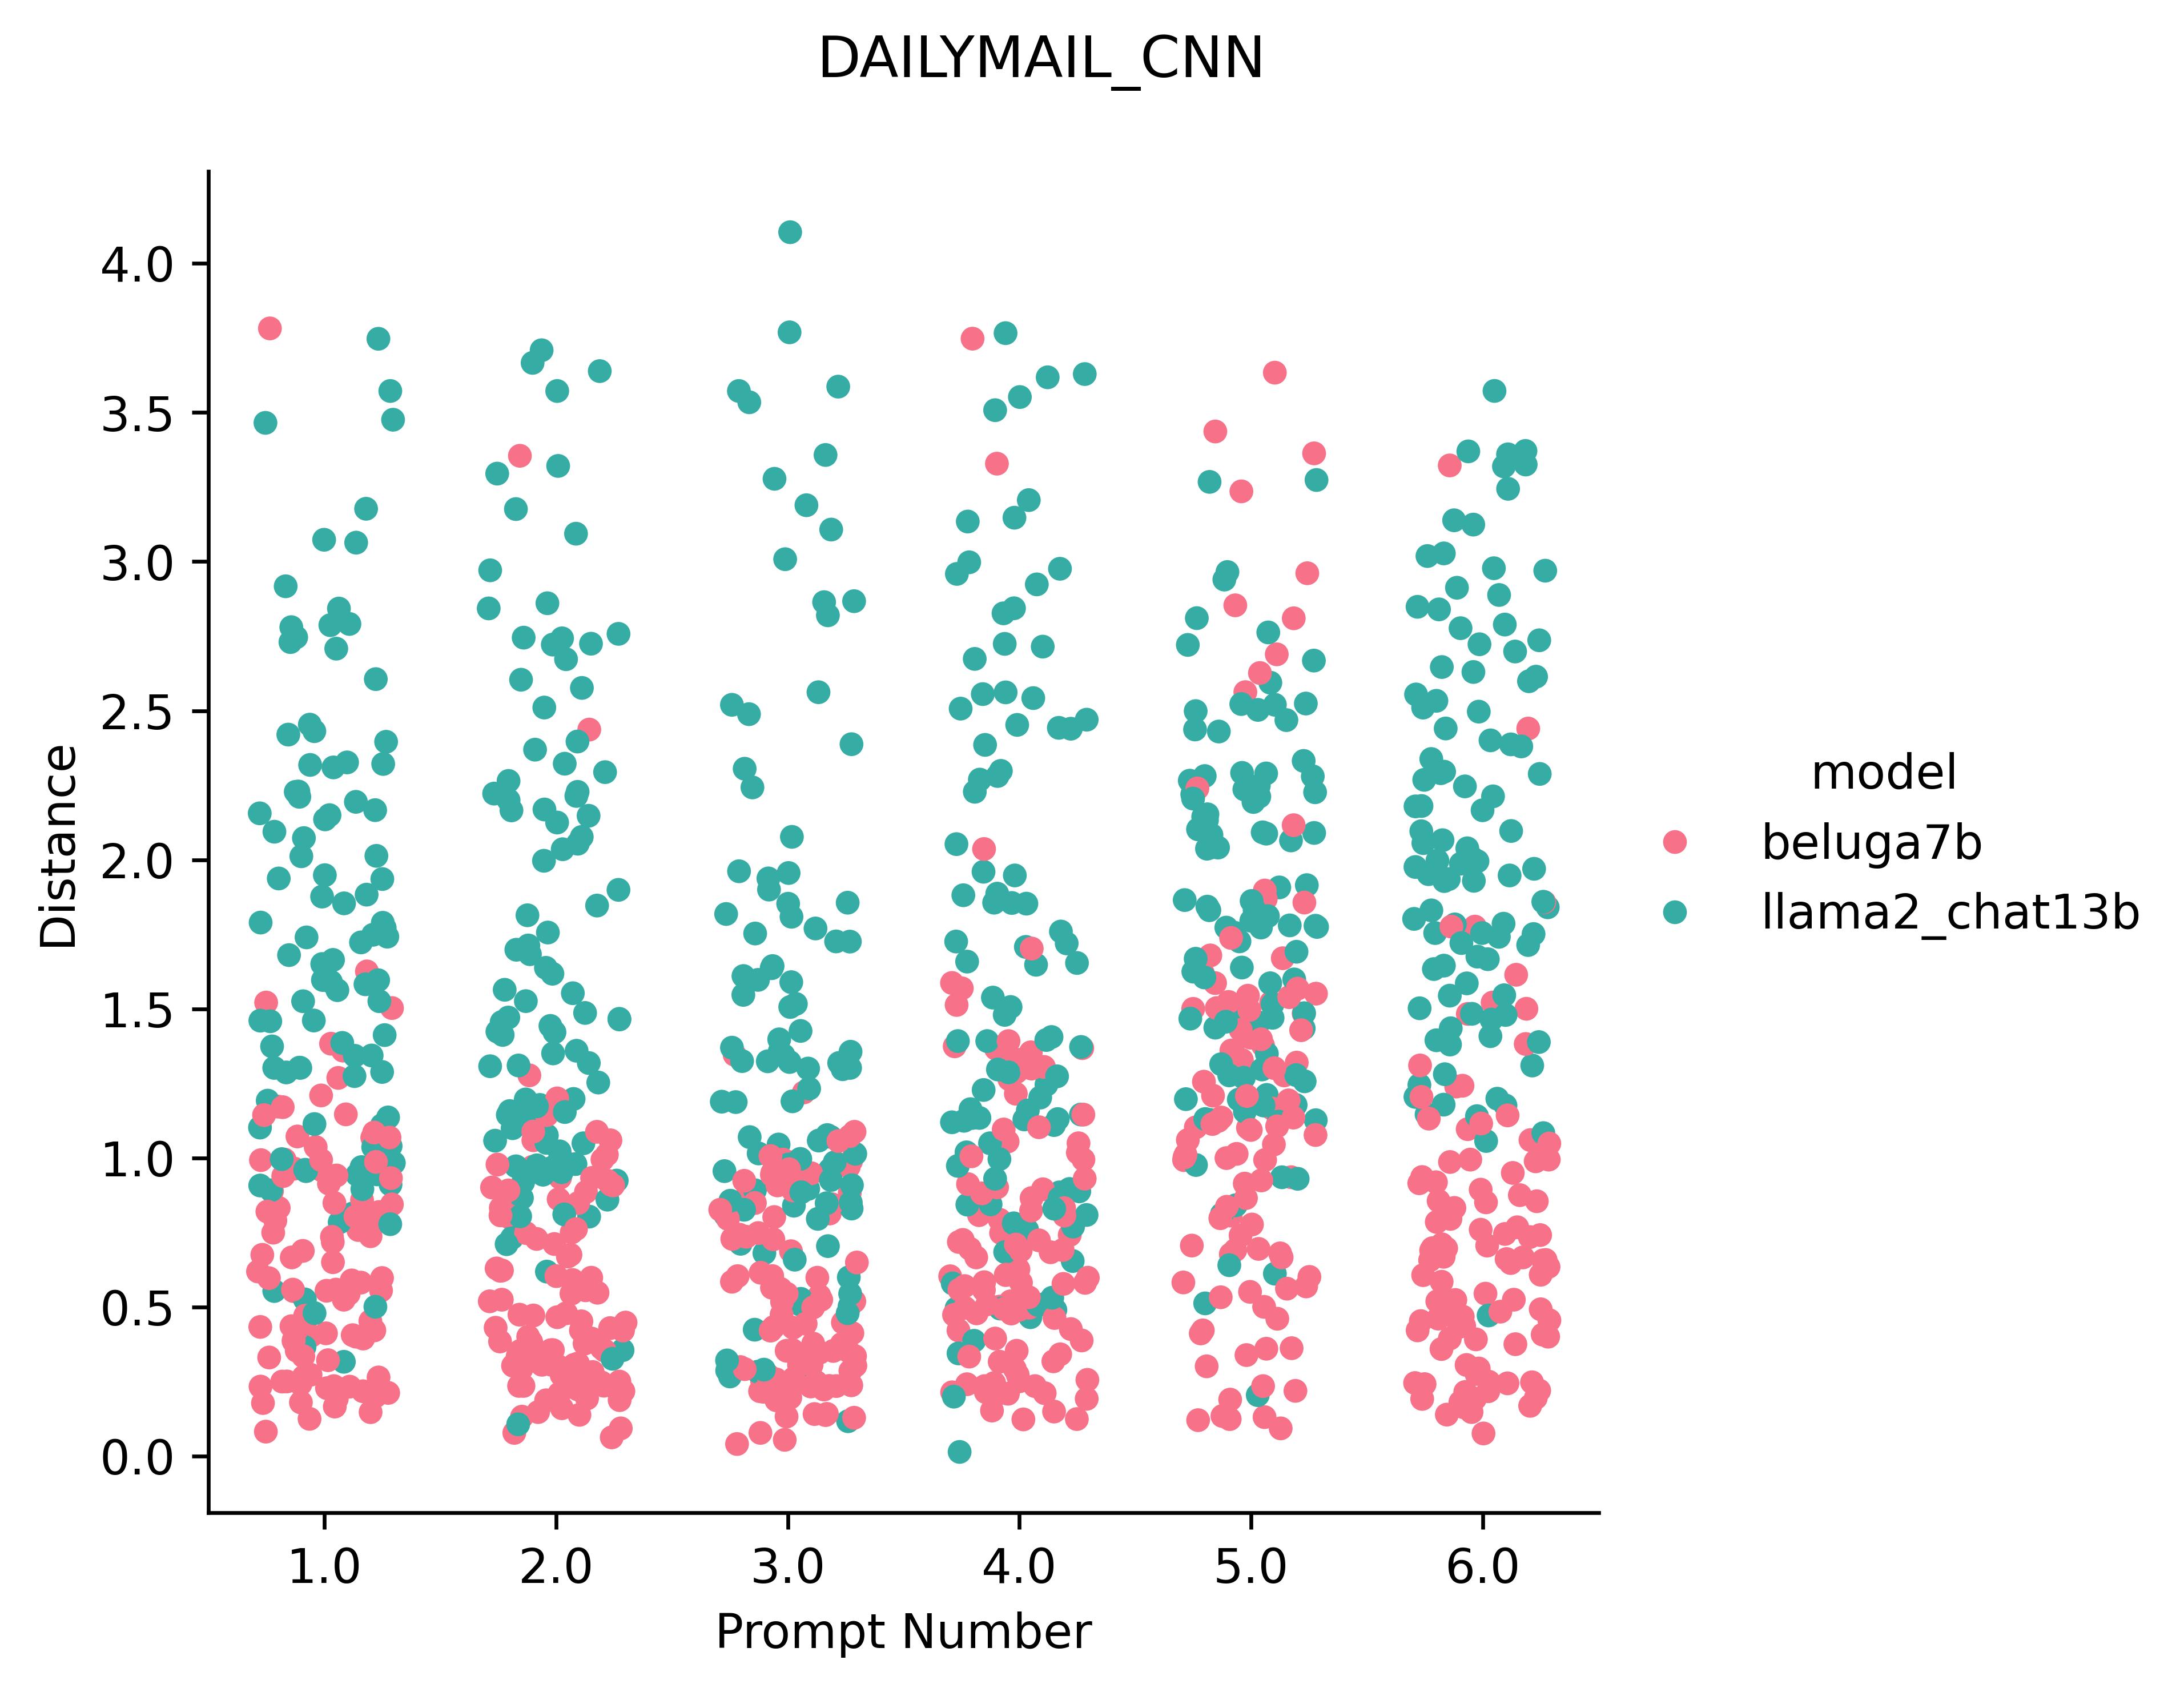 DAILYMAIL_CNN
4.0
3.5
3.0
2.5
2.0
1.5
1.0
0.5
0.0
Distance
1.0 2.0 3.0 4.0 5.0 6.0
Prompt Number
model
beluga7b
llama2_chat13b